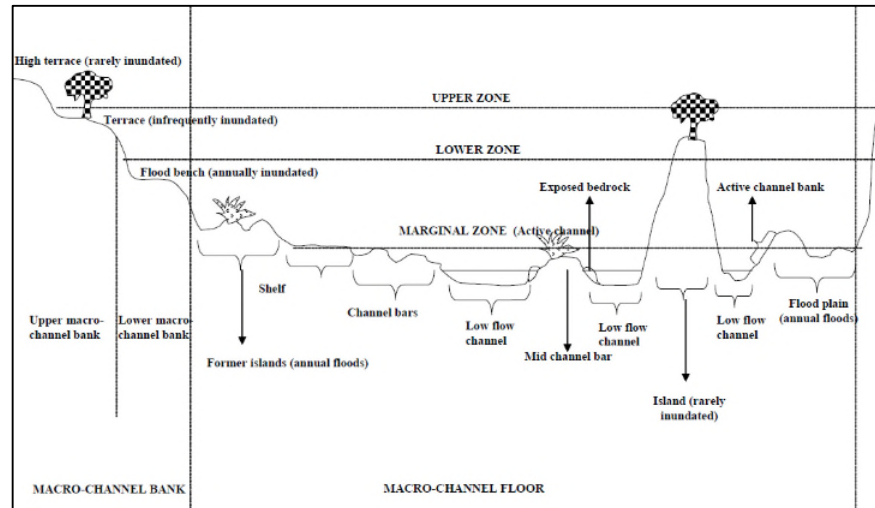 High terrace (rarely inundated)
UPPER ZONE
Terrace (infrequently inundated)
LOWER ZONE
Flood bench (annually inundated)
Exposed bedrock
Active channel bank
MARGINAL ZONE (Active channel)
Shelf
Channel bars
Low flow
channel
Low flow
channel
Low flow
channel
Flood plain
(annual floods)
Upper macro-
channel bank
Lower macro-
channel bank
Former islands (annual floods)
Mid channel bar
Island (rarely
inundated)
MACRO-CHANNEL BANK
MACRO-CHANNEL FLOOR